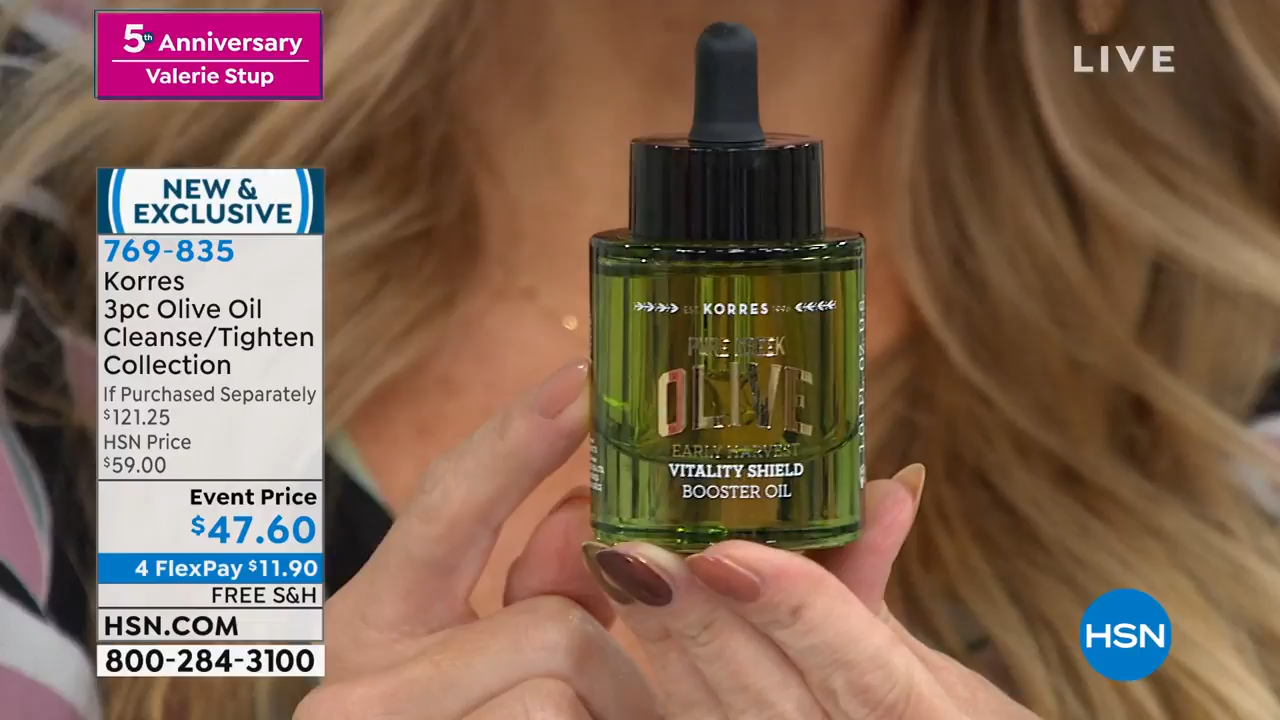 5th Anniversary
Valerie Stup
LIVE
NEW &
EXCLUSIVE
769-835
Korres
3pc Olive Oil
Cleanse/Tighten
Collection
If Purchased Separately
$121.25
HSN Price
$59.00
Event Price
$47.60
4 FlexPay $11.90
FREE S&H
HSN.COM
800-284-3100
KORRES
PURE GREEK
OLIVE
EARLY HARVEST
VITALITY SHIELD
BOOSTER OIL
HSN